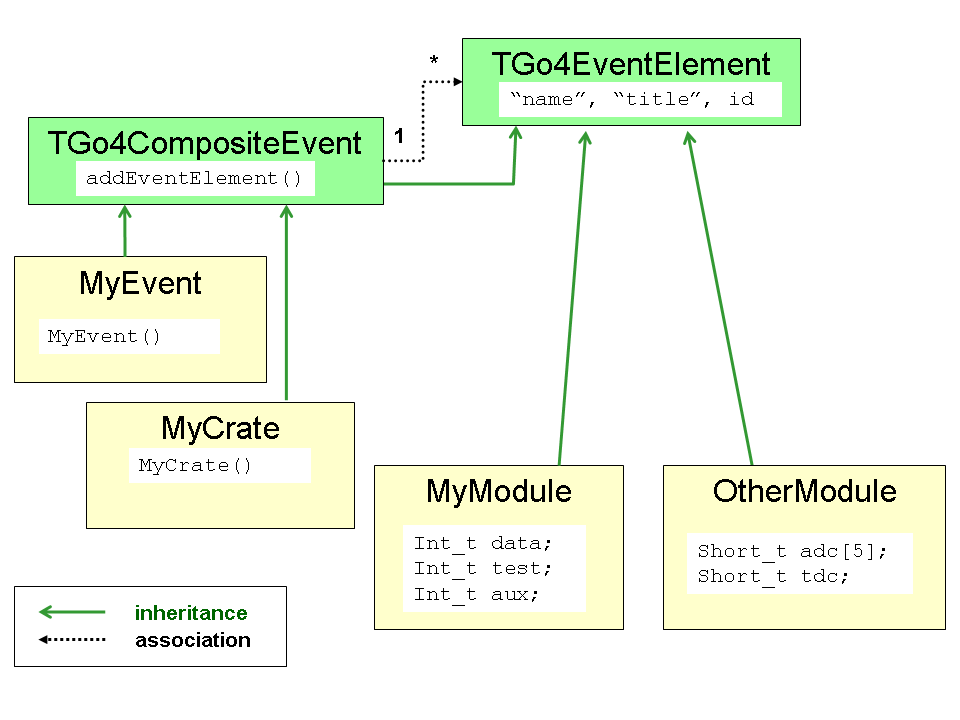 TGo4EventElement
“name”, “title”, id
*
1
TGo4CompositeEvent
addEventElement()
MyEvent
MyEvent()
MyCrate
MyCrate()
MyModule
Int_t data;
Int_t test;
Int_t aux;
OtherModule
Short_t adc[5];
Short_t tdc;
inheritance
association